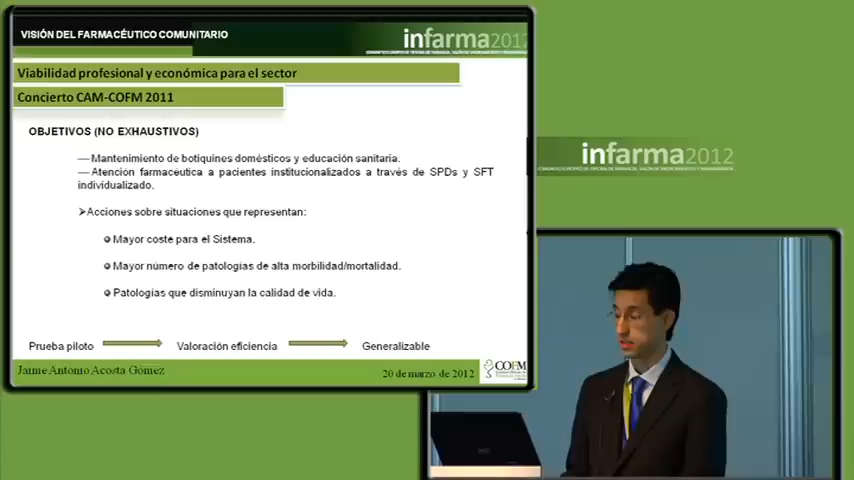 VISIÓN DEL FARMACÉUTICO COMUNITARIO
infarma2012
Viabilidad profesional y económica para el sector
Concierto CAM-COFM 2011
OBJETIVOS (NO EXHAUSTIVOS)
— Mantenimiento de botiquines domésticos y educación sanitaria.
— Atención farmacéutica a pacientes institucionalizados a través de SPDs y SFT
individualizado.
Acciones sobre situaciones que representan:
Mayor coste para el Sistema.
Mayor número de patologías de alta morbilidad/mortalidad.
Patologías que disminuyan la calidad de vida.
Prueba piloto
Valoración eficiencia
Generalizable
Jaime Antonio Acosta Gómez
20 de marzo de 2012
COFM
infarma2012